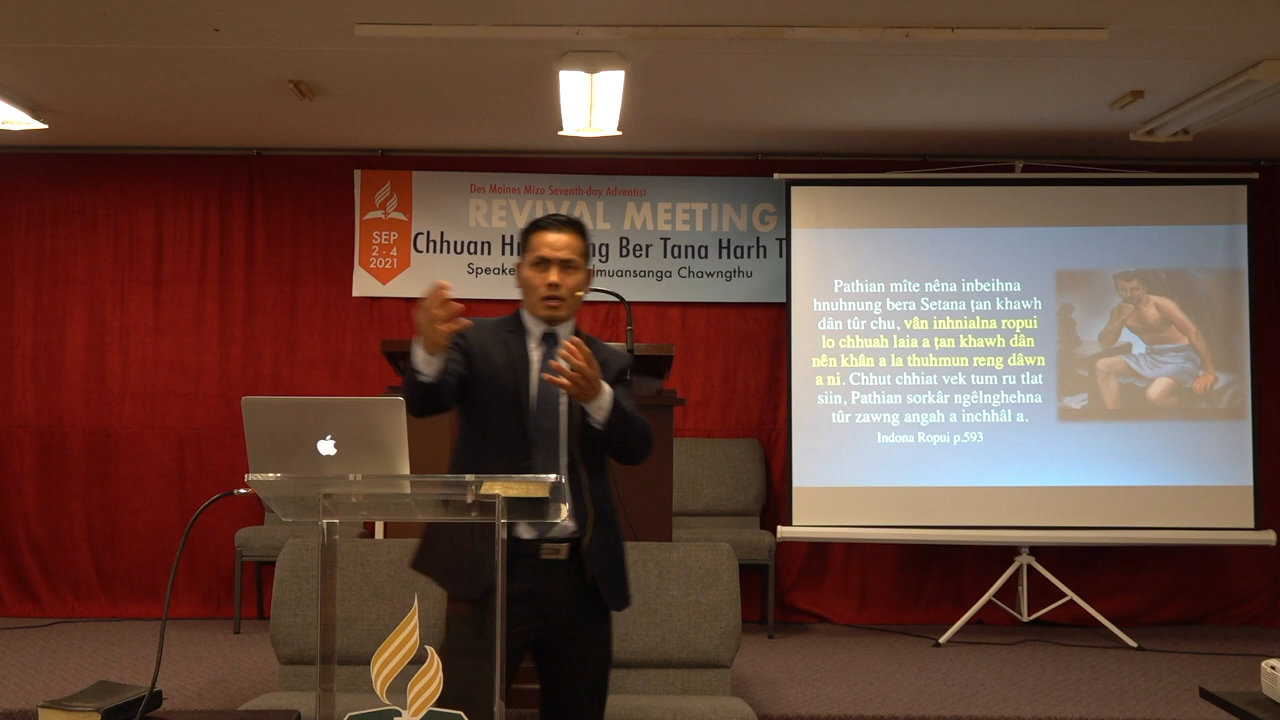 Des Moines Mizo Seventh-day Adventist
REVIVAL MEETING
SEP
2 - 4
2021
Chhuan Ber Tana Harh
Chawngthu
Pathian mîte nêna inbeihna
hnuhnung bera Setana ṭan khawh
dân tûr chu, vân inhnialna ropui
lo chhuah laia a ṭan khawh dân
nên khân a la thuhmun reng dâwn
a ni. Chhut chhiat vek tum ru tlat
siin, Pathian sorkâr ngêlnghehna
tûr zawng angah a inchhâl a.
Indona Ropui p.593